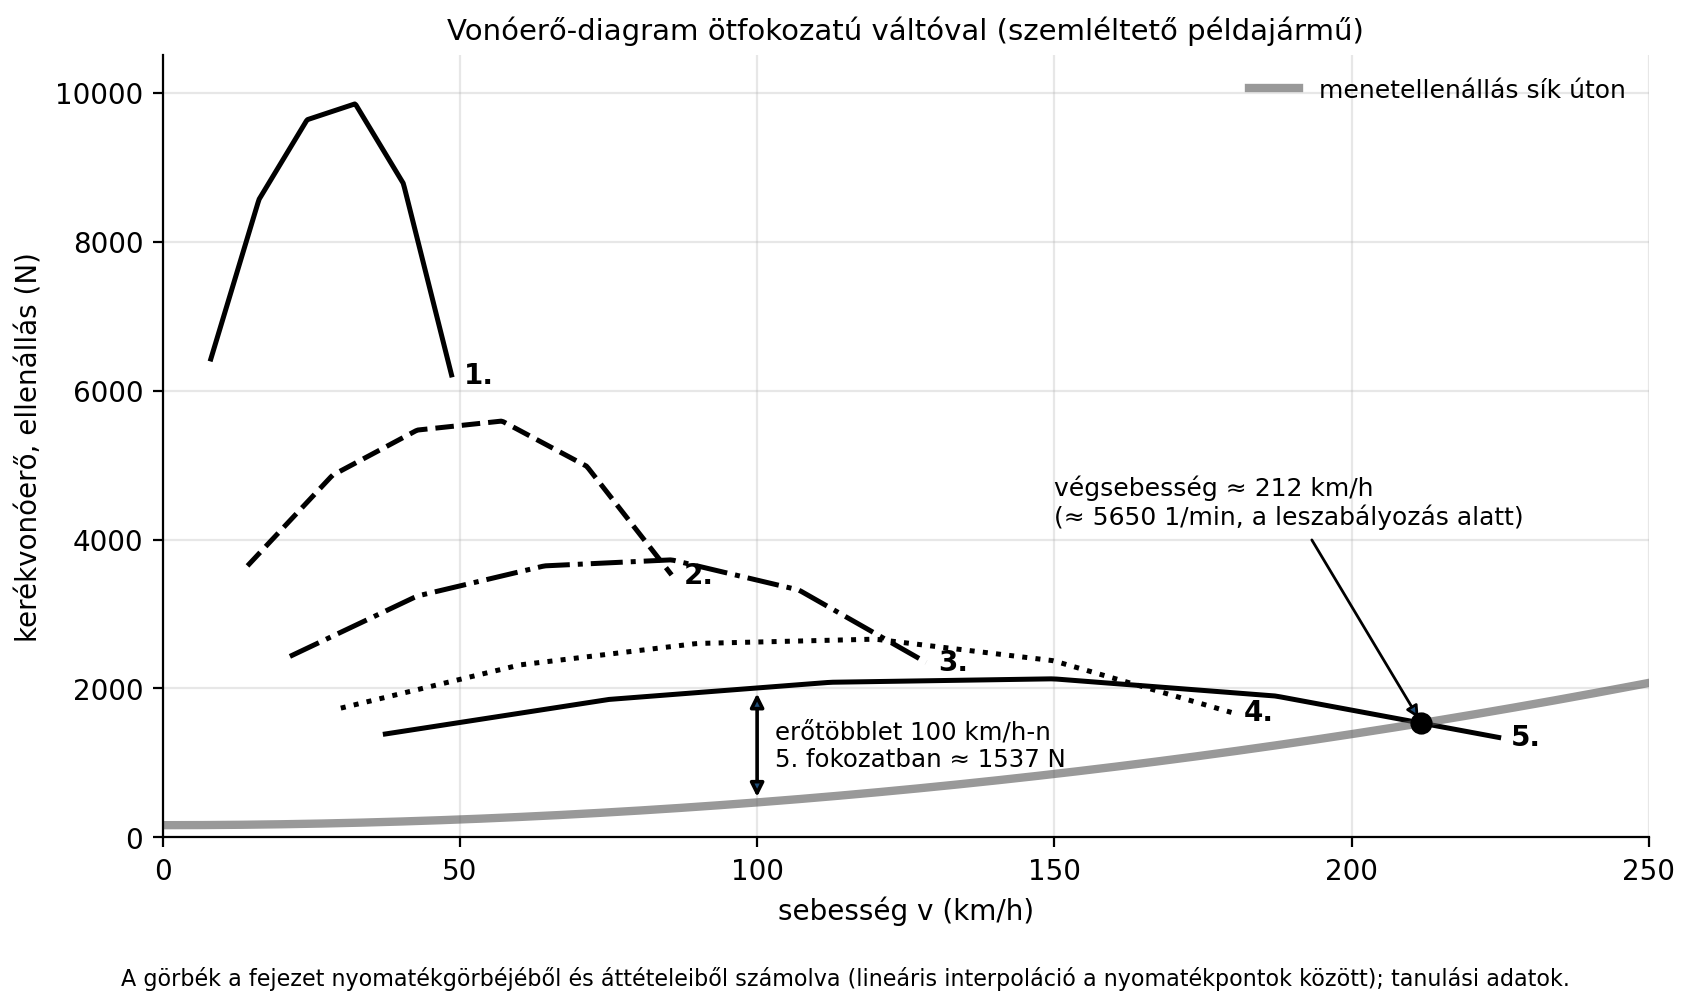 Vonóerő-diagram ötfokozatú váltóval (szemléltető példajármű)
menetellenállás sík úton
10000
8000
6000
4000
2000
0
kerékvonóerő, ellenállás (N)
1.
2.
3.
4.
5.
végsebesség ≈ 212 km/h
(≈ 5650 1/min, a leszabályozás alatt)
erőtöbblet 100 km/h-n
5. fokozatban ≈ 1537 N
0 50 100 150 200 250
sebesség v (km/h)
A görbék a fejezet nyomatékgörbéjéből és áttételeiből számolva (lineáris interpoláció a nyomatékpontok között); tanulási adatok.